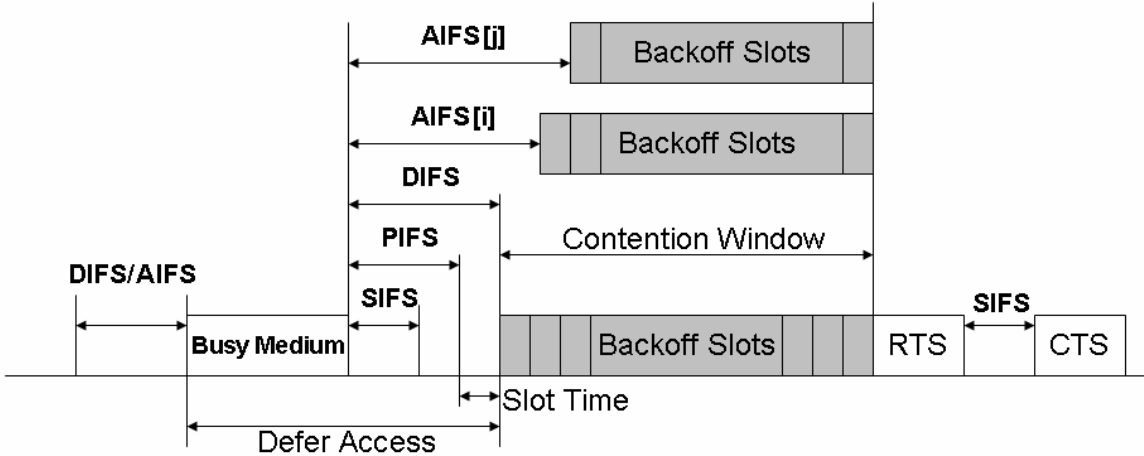 AIFS[j]
Backoff Slots
AIFS[i]
Backoff Slots
DIFS
PIFS
Contention Window
DIFS/AIFS
SIFS
SIFS
Busy Medium
Backoff Slots
RTS
CTS
Slot Time
Defer Access